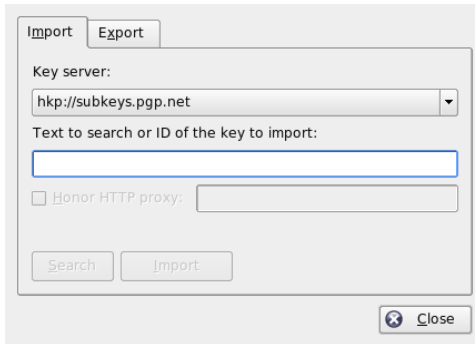 Import Export
Key server:
hkp://subkeys.pgp.net
Text to search or ID of the key to import:
Honor HTTP proxy:
Search Import
Close